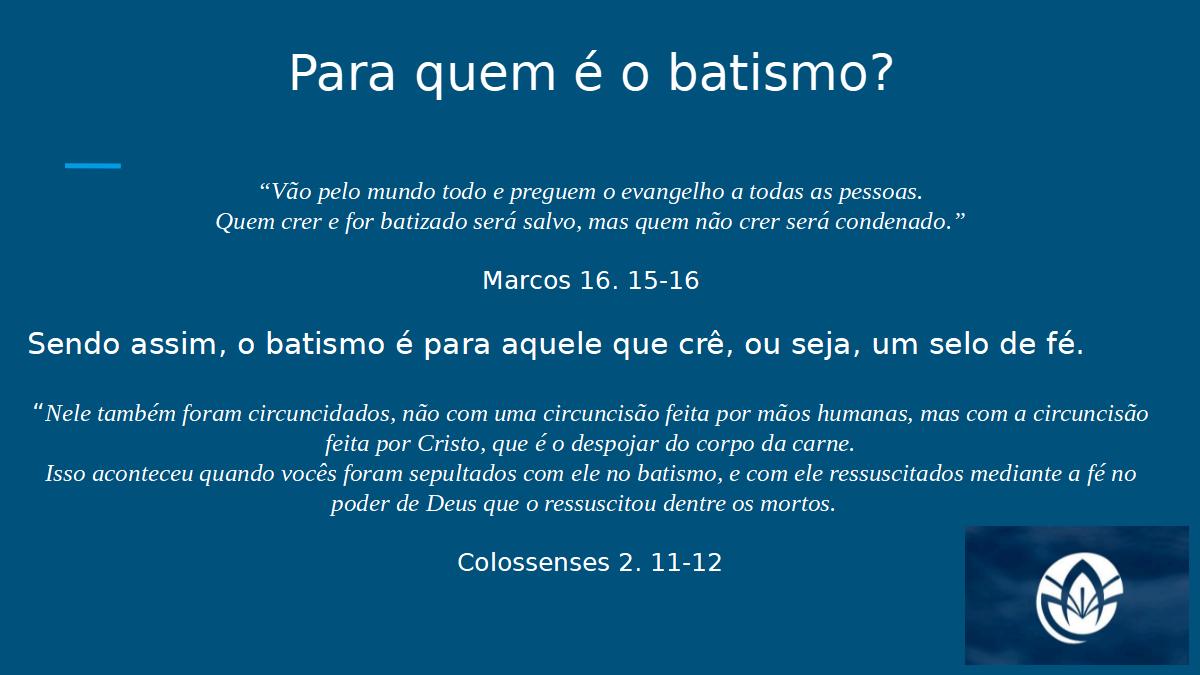 Para quem é o batismo?
“Vão pelo mundo todo e preguem o evangelho a todas as pessoas.
Quem crer e for batizado será salvo, mas quem não crer será condenado.”
Marcos 16. 15-16
Sendo assim, o batismo é para aquele que crê, ou seja, um selo de fé.
“Nele também foram circuncidados, não com uma circuncisão feita por mãos humanas, mas com a circuncisão
feita por Cristo, que é o despojar do corpo da carne.
Isso aconteceu quando vocês foram sepultados com ele no batismo, e com ele ressuscitados mediante a fé no
poder de Deus que o ressuscitou dentre os mortos.
Colossenses 2. 11-12